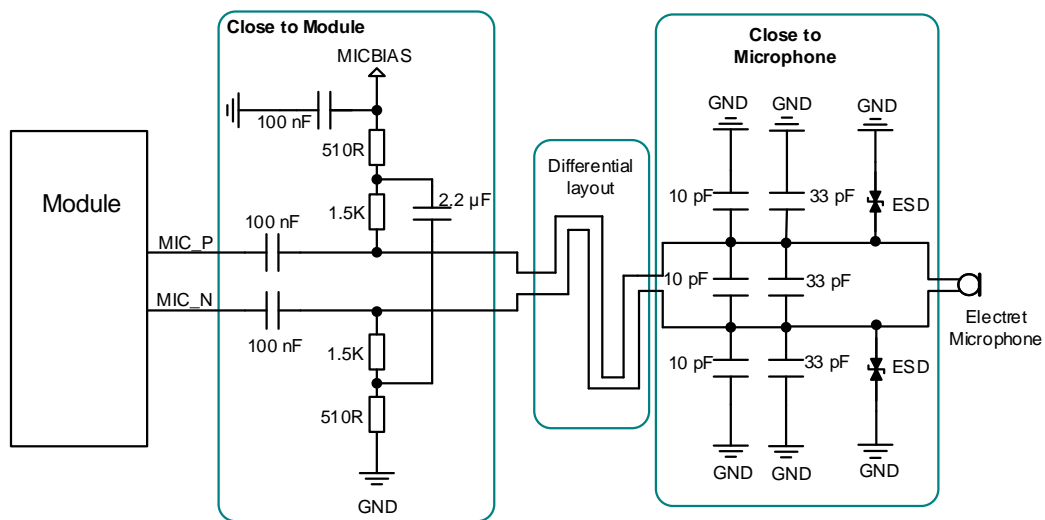 Close to Module
MICBIAS
100 nF
510R
2.2 µF
1.5K
Module
100 nF
MIC_P
MIC_N
100 nF
1.5K
510R
GND
Differential
layout
Close to
Microphone
GND
GND
GND
10 pF
33 pF
ESD
10 pF
33 pF
Electret
Microphone
10 pF
33 pF
ESD
GND
GND
GND